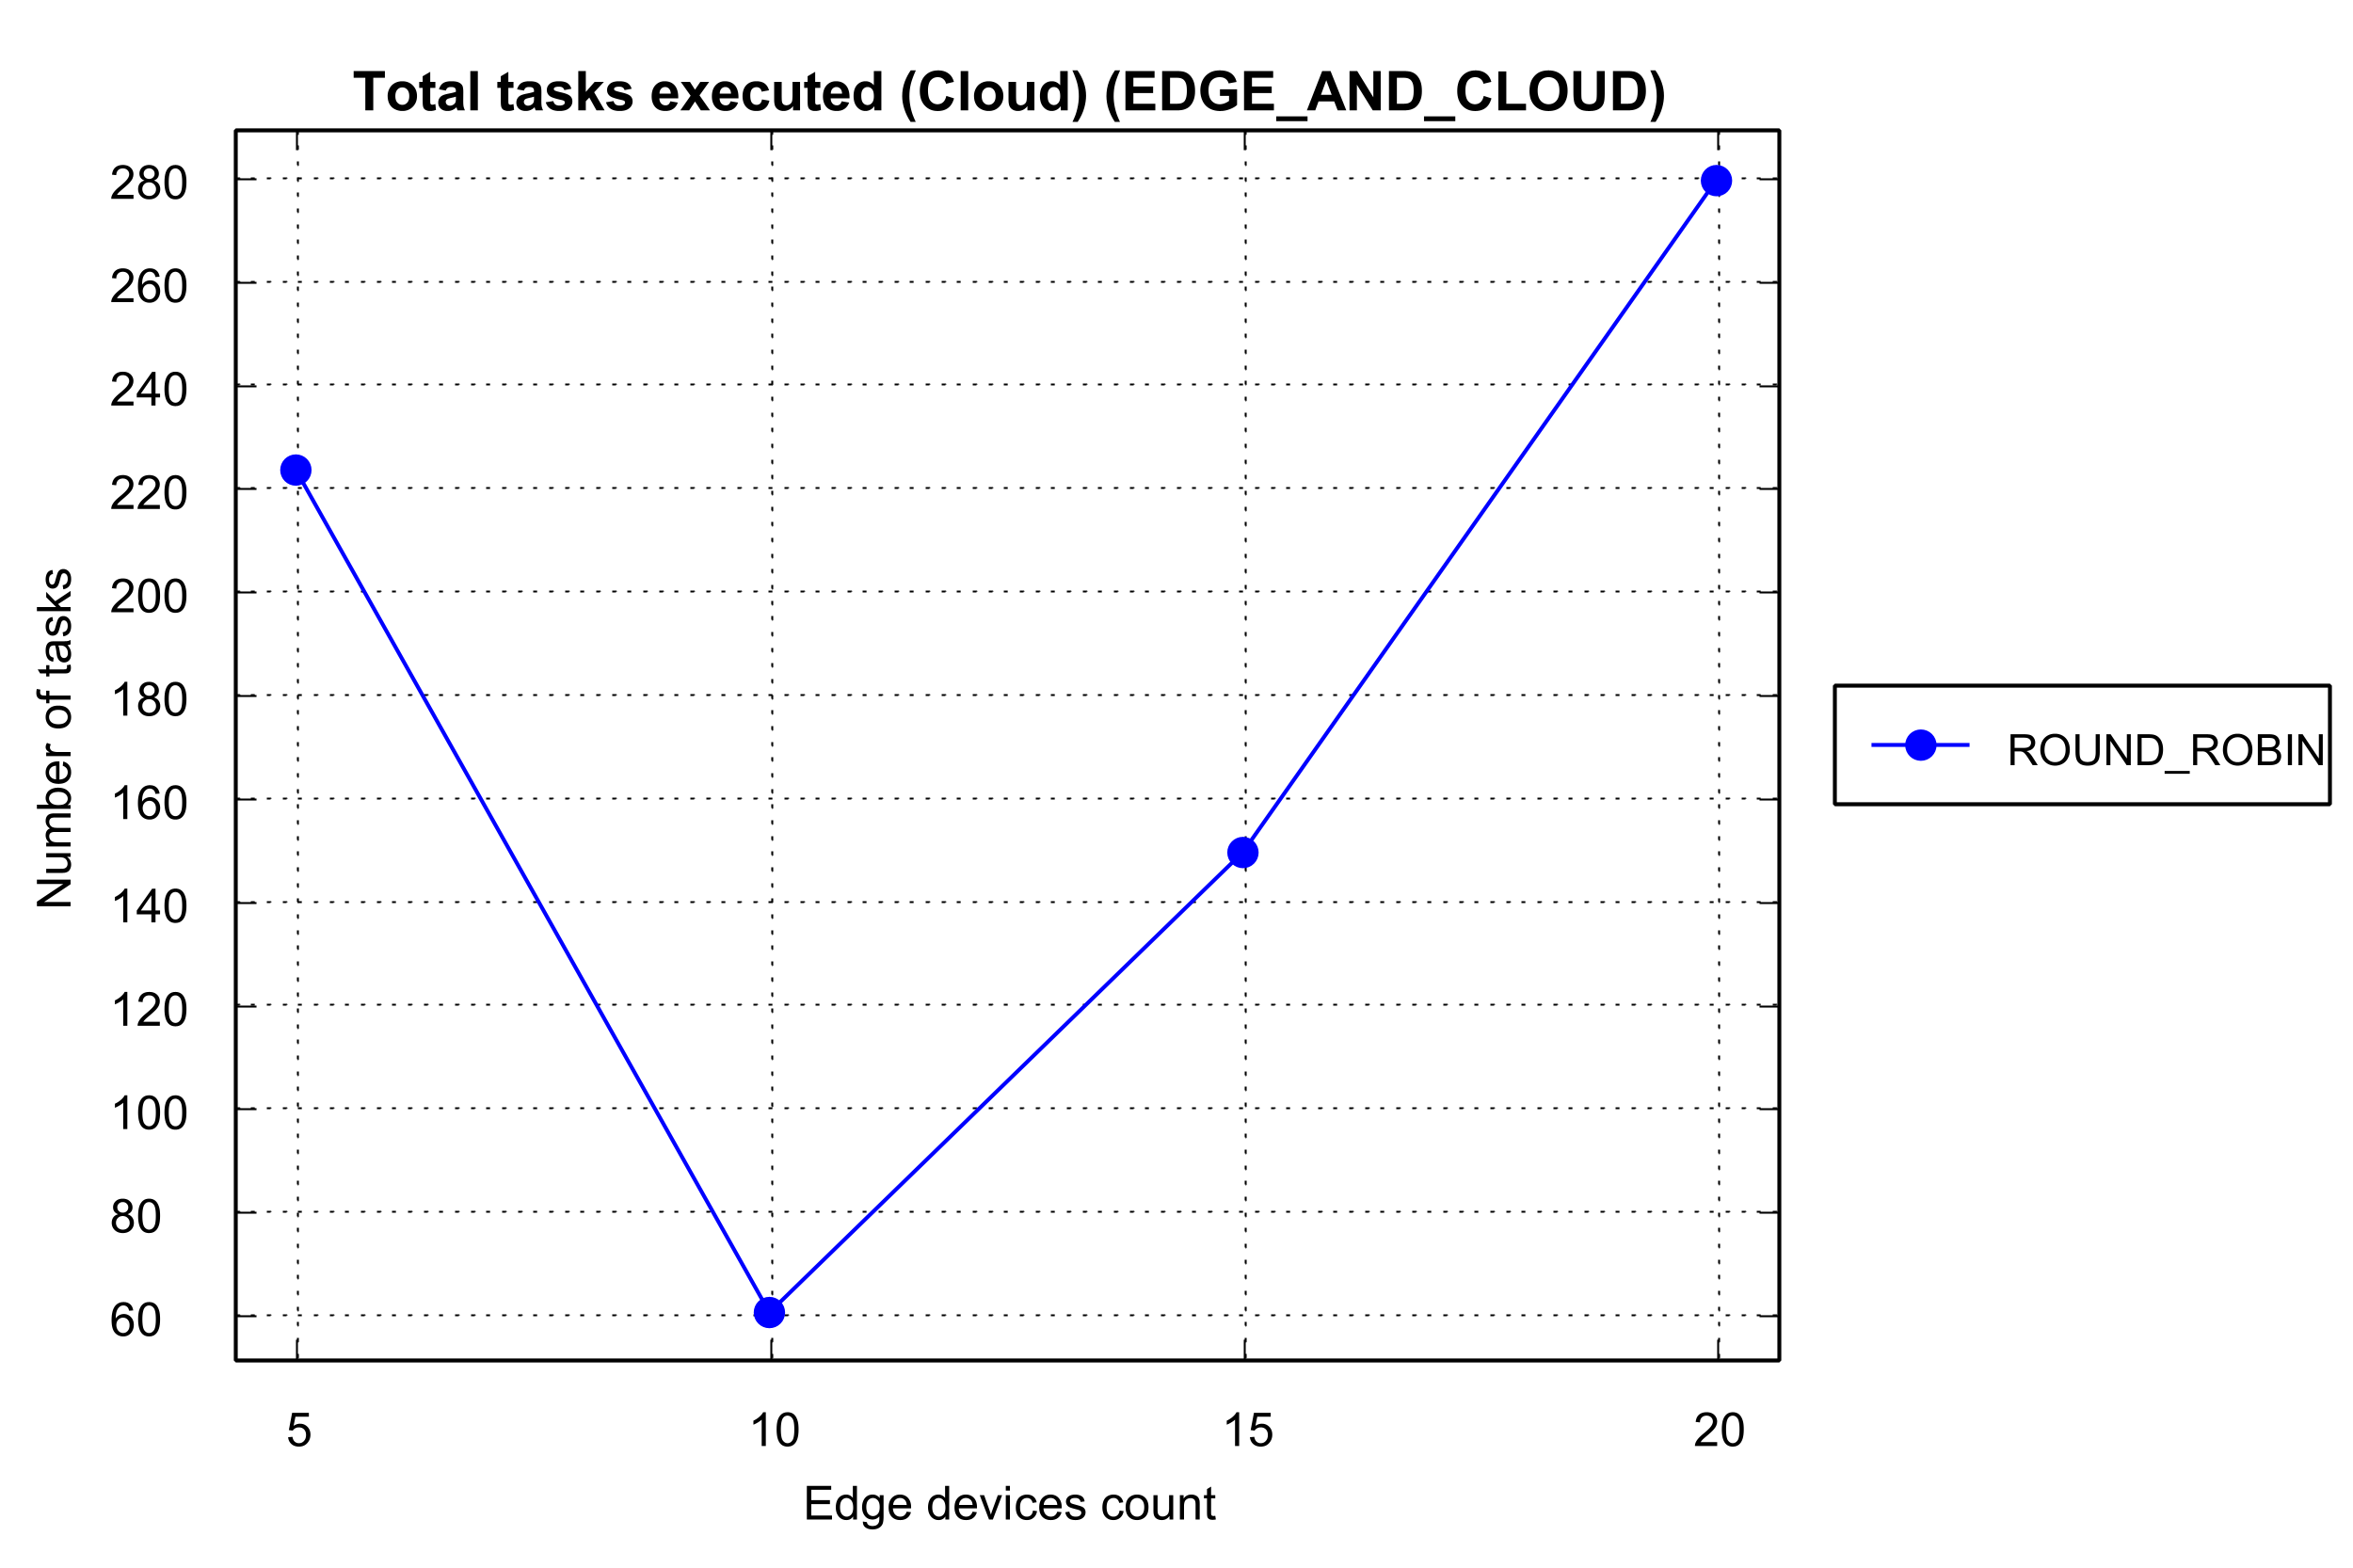 Total tasks executed (Cloud) (EDGE_AND_CLOUD)
280
260
240
220
200
180
160
140
120
100
80
60
Number of tasks
5 10 15 20
Edge devices count
ROUND_ROBIN